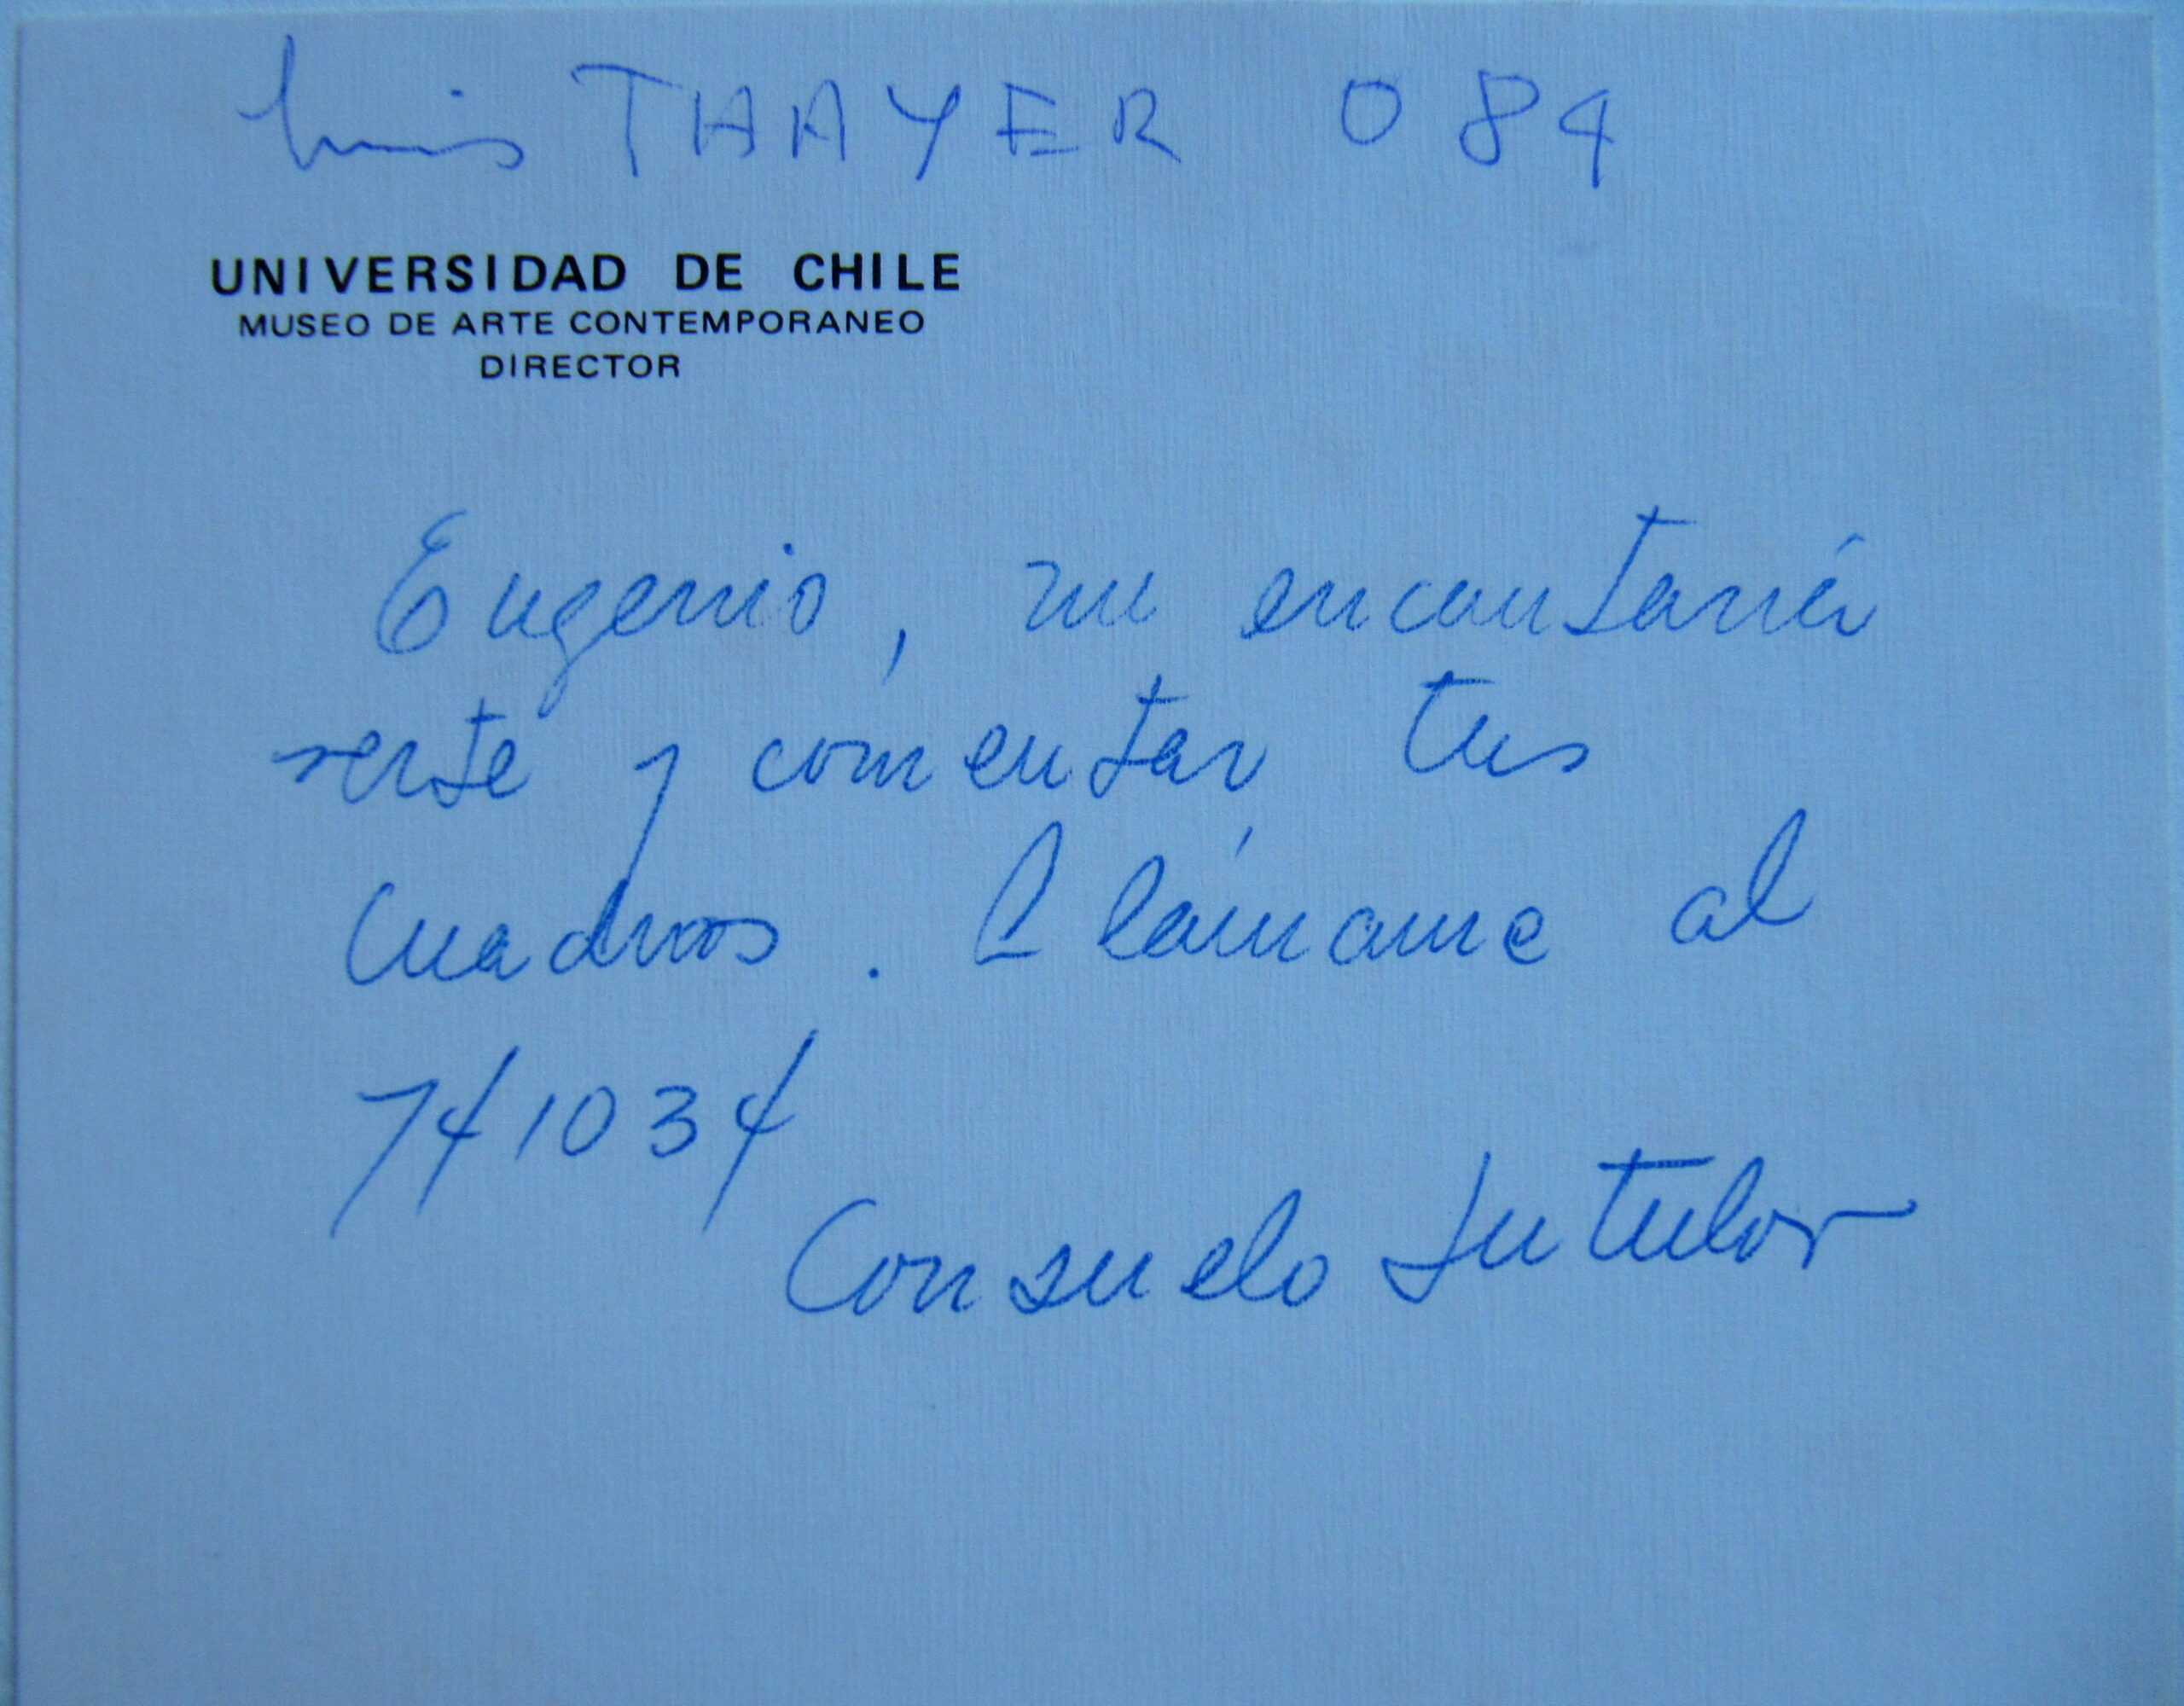 Luis THAYER 084
UNIVERSIDAD DE CHILE
MUSEO DE ARTE CONTEMPORANEO
DIRECTOR
Eugenio, me encantaría
verte y comentar tus
cuadros. Llámame al
741034
Consuelo